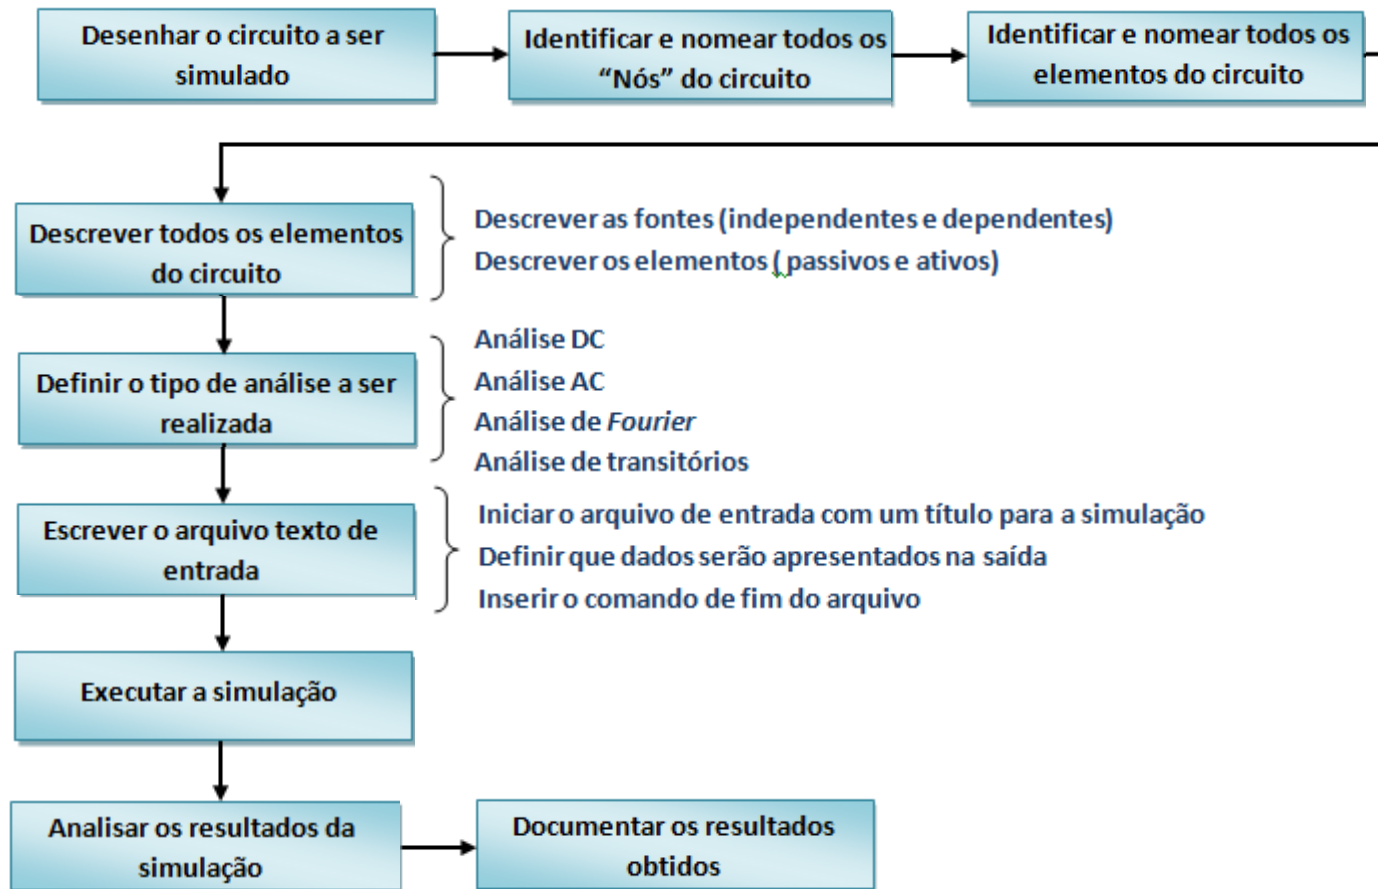 Desenhar o circuito a ser
simulado
Identificar e nomear todos os
“Nós” do circuito
Identificar e nomear todos os
elementos do circuito
Descrever todos os elementos
do circuito
Descrever as fontes (independentes e dependentes)
Descrever os elementos ( passivos e ativos)
Definir o tipo de análise a ser
realizada
Análise DC
Análise AC
Análise de Fourier
Análise de transitórios
Escrever o arquivo texto de
entrada
Iniciar o arquivo de entrada com um título para a simulação
Definir que dados serão apresentados na saída
Inserir o comando de fim do arquivo
Executar a simulação
Analisar os resultados da
simulação
Documentar os resultados
obtidos